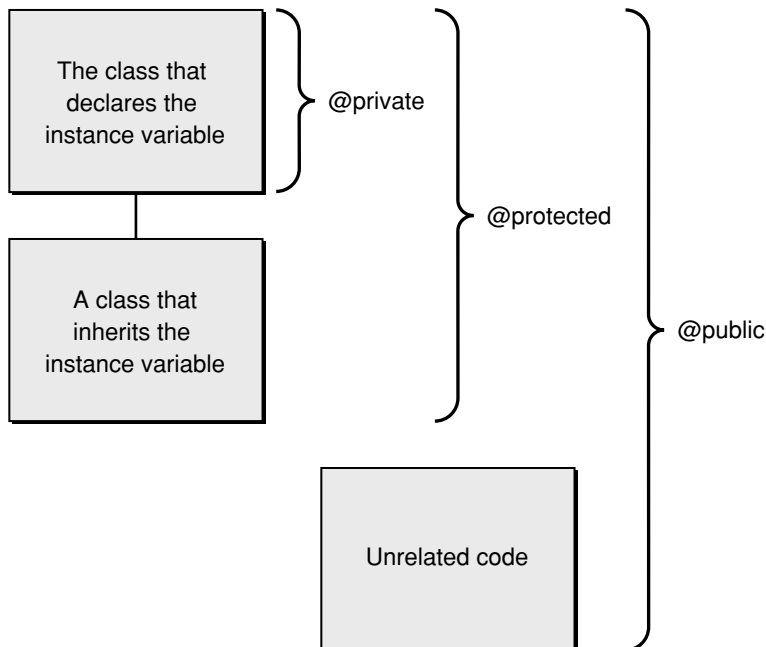 The class that
declares the
instance variable
@private
@protected
A class that
inherits the
instance variable
@public
Unrelated code